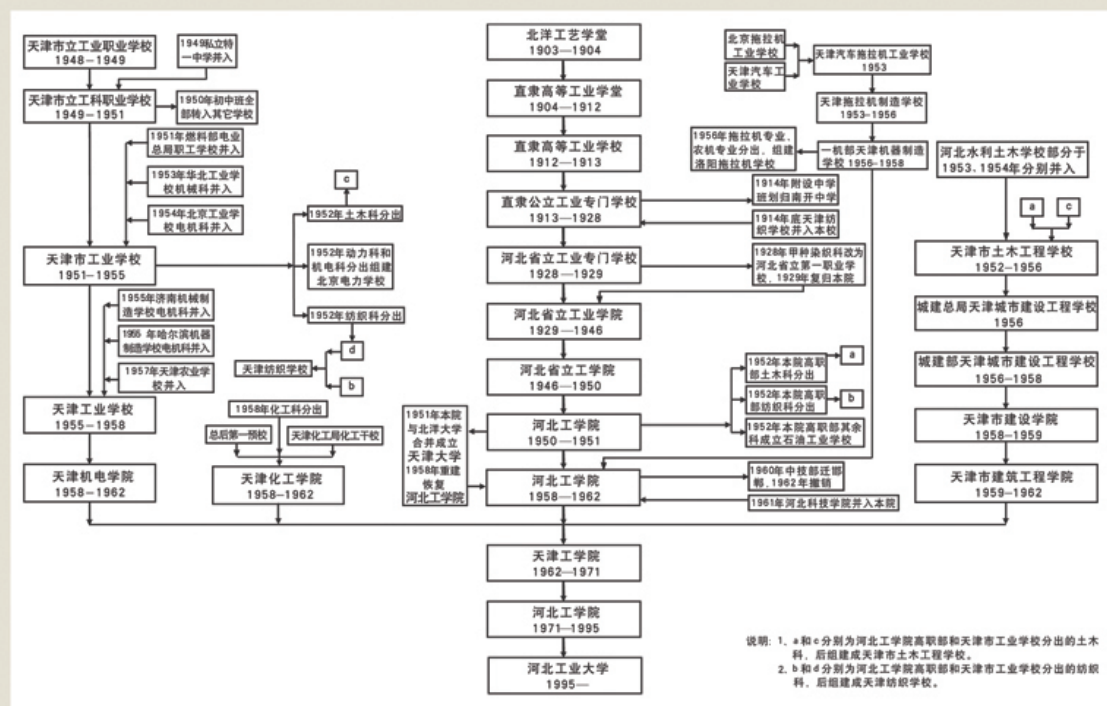 天津市立工业职业学校
1948—1949
1949私立特
一中学并入
天津市立工科职业学校
1949—1951
1950年初中班全
部转入其它学校
1951年燃料部电业
总局职工学校并入
1953年华北工业学
校机械科并入
1954年北京工业学
校电机科并入
天津市工业学校
1951—1955
c
1952年土木科分出
1952年动力科和
机电科分出组建
北京电力学校
1952年纺织科分出
d
b
天津纺织学校
1955年济南机械制
造学校电机科并入
1955 年哈尔滨机器
制造学校电机科并入
1957年天津农业学
校并入
天津工业学校
1955—1958
天津机电学院
1958—1962
1958年化工科分出
总后第一预校
天津化工局化工干校
天津化工学院
1958—1962
北洋工艺学堂
1903—1904
直隶高等工业学堂
1904—1912
直隶高等工业学校
1912—1913
直隶公立工业专门学校
1913—1928
1914年附设中学
班划归南开中学
1914年底天津纺
织学校并入本校
河北省立工业专门学校
1928—1929
1928年甲种染织科改为
河北省立第一职业学
校，1929年复归本院
河北省立工业学院
1929—1946
河北省立工学院
1946—1950
河北工学院
1950—1951
1952年本院高职
部土木科分出
a
1952年本院高职
部纺织科分出
b
1952年本院高职部其余
科成立石油工业学校
1951年本院
与北洋大学
合并成立
天津大学
1958年重建
恢复
河北工学院
河北工学院
1958—1962
1960年中技部迁邯
郸，1962年撤销
1961年河北科技学院并入本院
北京拖拉机
工业学校
天津汽车工
业学校
天津汽车拖拉机工业学校
1953
天津拖拉机制造学校
1953—1956
1956年拖拉机专业、
农机专业分出，组建
洛阳拖拉机学校
一机部天津机器制造
学校 1956—1958
河北水利土木学校部分于
1953、1954年分别并入
a
c
天津市土木工程学校
1952—1956
城建总局天津城市建设工程学校
1956
城建部天津城市建设工程学校
1956—1958
天津市建设学院
1958—1959
天津市建筑工程学院
1959—1962
天津工学院
1962—1971
河北工学院
1971—1995
河北工业大学
1995—
说明：1、a和c分别为河北工学院高职部和天津市工业学校分出的土木
科，后组建成天津市土木工程学校。
2、b和d分别为河北工学院高职部和天津市工业学校分出的纺织
科，后组建成天津纺织学校。